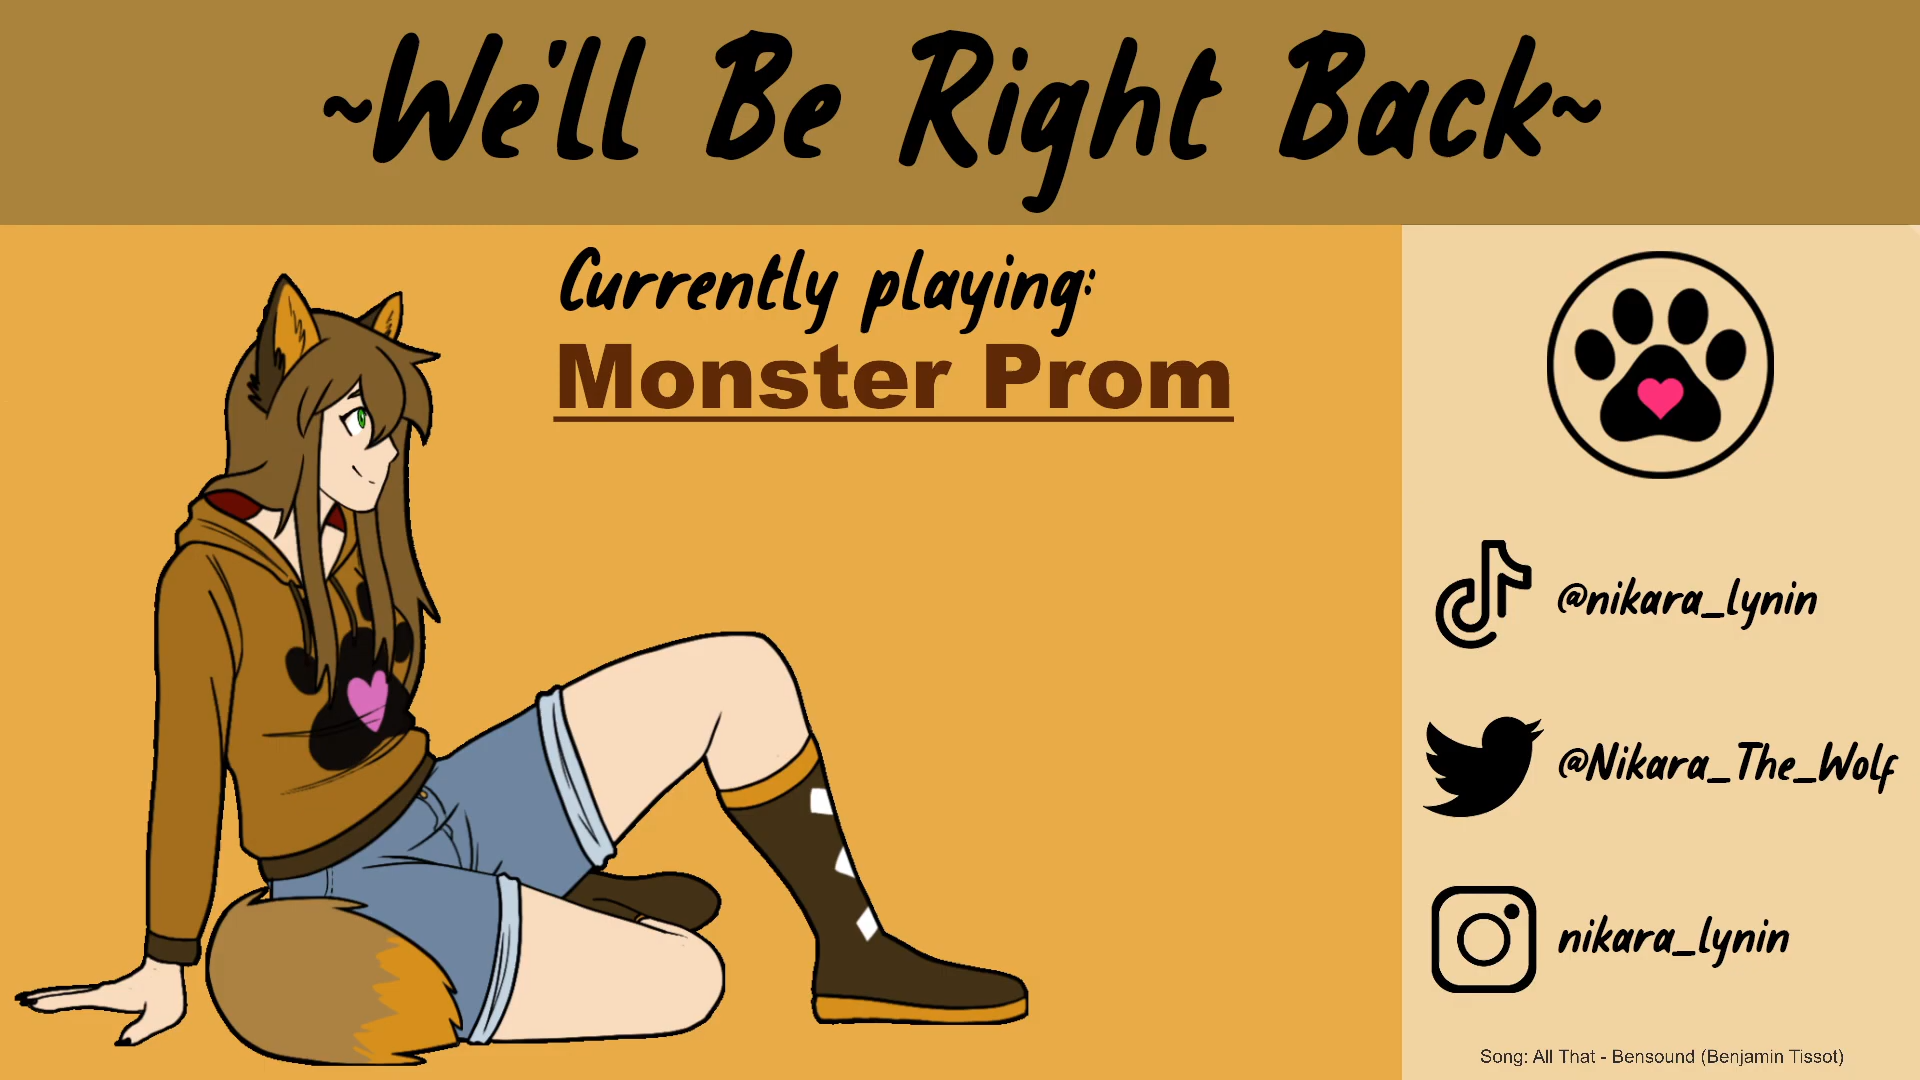 ~We'll Be Right Back~
Currently playing:
Monster Prom
@nikara_lynin
@Nikara_The_Wolf
nikara_lynin
Song: All That - Bensound (Benjamin Tissot)